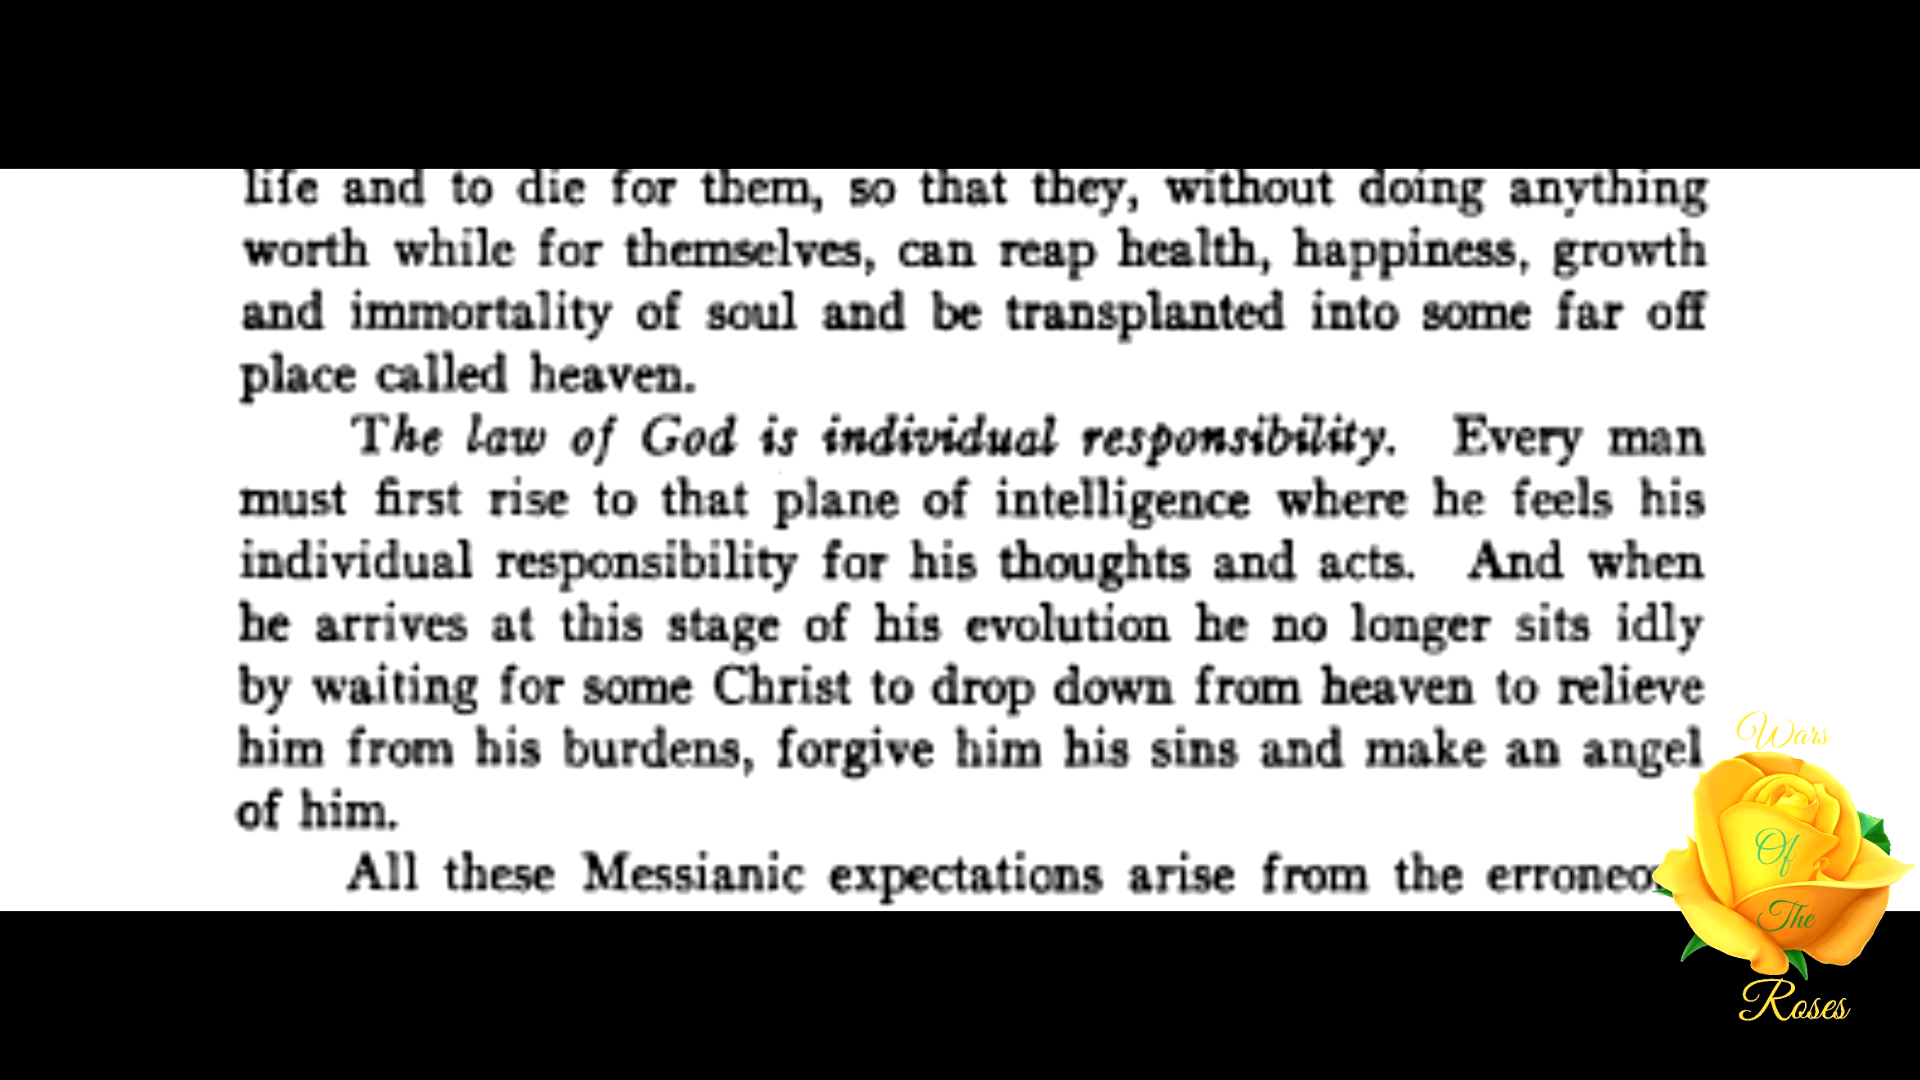 life and to die for them, so that they, without doing anything
worth while for themselves, can reap health, happiness, growth
and immortality of soul and be transplanted into some far off
place called heaven.
The law of God is individual responsibility. Every man
must first rise to that plane of intelligence where he feels his
individual responsibility for his thoughts and acts. And when
he arrives at this stage of his evolution he no longer sits idly
by waiting for some Christ to drop down from heaven to relieve
him from his burdens, forgive him his sins and make an angel
of him.
All these Messianic expectations arise from the
Wars
Of
The
Roses